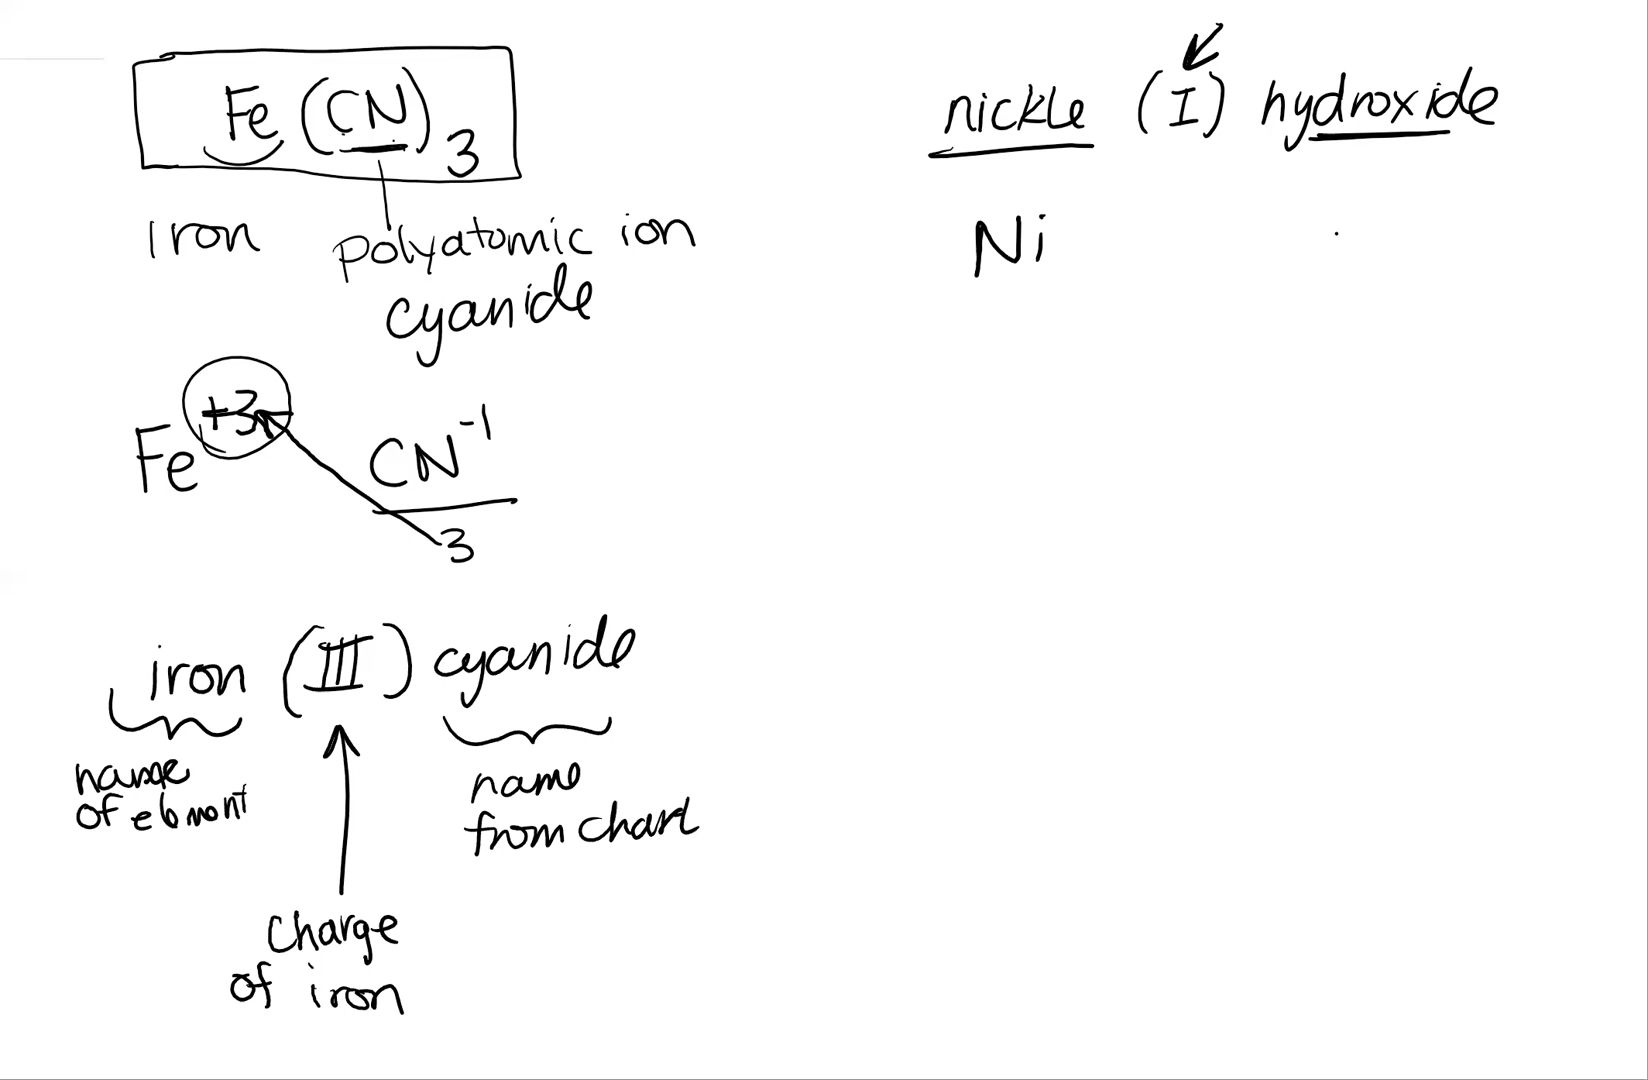 Fe (CN)3
Iron
polyatomic ion
cyanide
Fe+3
CN-1
3
iron (III) cyanide
name
of element
name
from chart
Charge
of iron
nickle (I) hydroxide
Ni